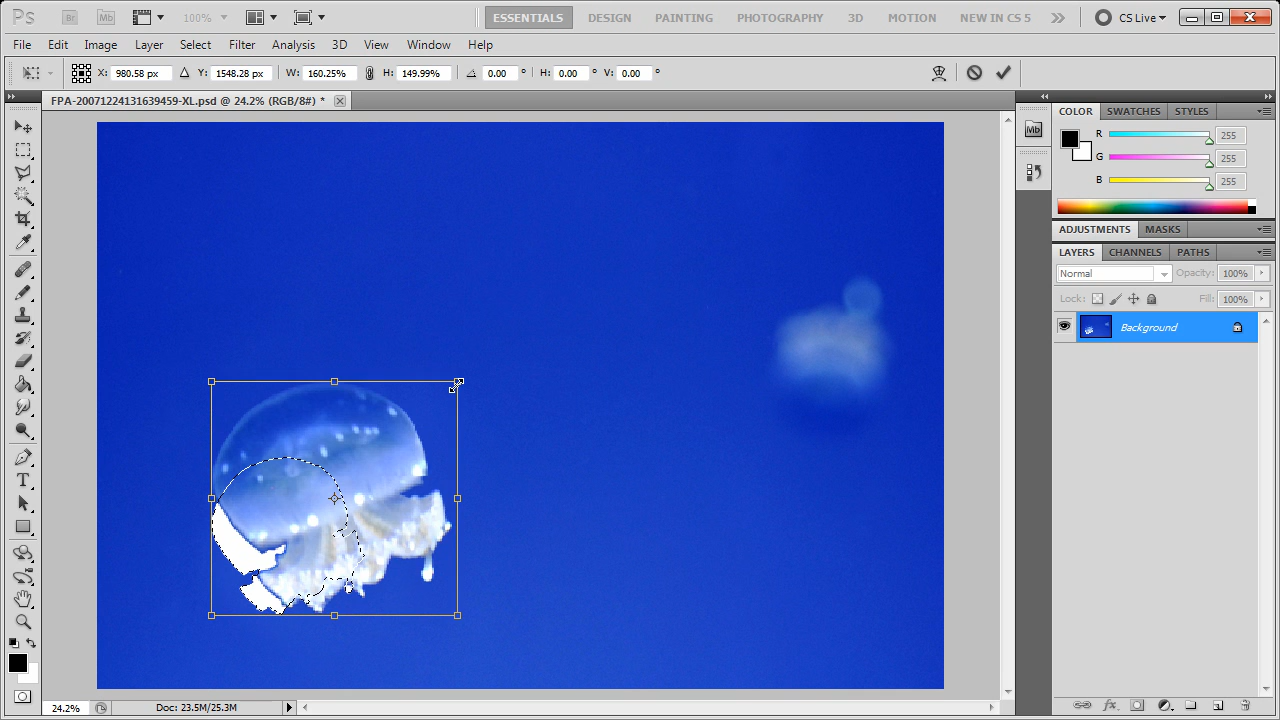 Ps Br Mb 100% ESSENTIALS DESIGN PAINTING PHOTOGRAPHY 3D MOTION NEW IN CS 5 CS Live
File Edit Image Layer Select Filter Analysis 3D View Window Help
X: 980.58 px Y: 1548.28 px W: 160.25% H: 149.99% 0.00 ° H: 0.00 ° V: 0.00 °
FPA-20071224131639459-XL.psd @ 24.2% (RGB/8#) *
Mb
COLOR SWATCHES STYLES
R 255
G 255
B 255
ADJUSTMENTS MASKS
LAYERS CHANNELS PATHS
Normal Opacity: 100%
Lock: Fill: 100%
Background
T
fx
24.2% Doc: 23.5M/25.3M